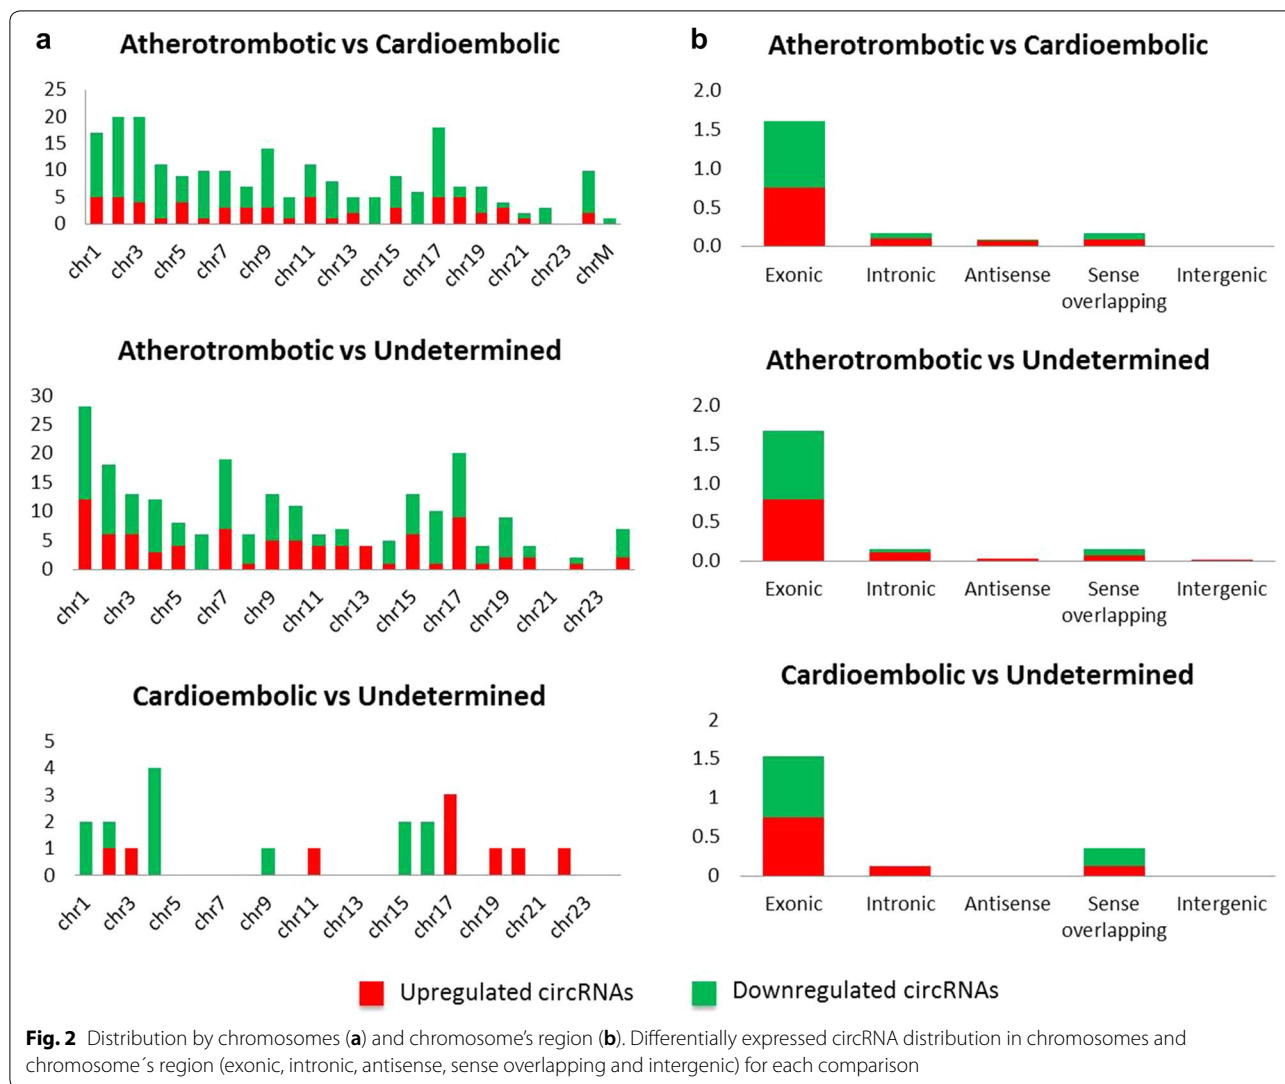 a
Atherotrombotic vs Cardioembolic
25
20
15
10
5
0
chr1
chr3
chr5
chr7
chr9
chr11
chr13
chr15
chr17
chr19
chr21
chr23
chrM
Atherotrombotic vs Undetermined
30
25
20
15
10
5
0
chr1
chr3
chr5
chr7
chr9
chr11
chr13
chr15
chr17
chr19
chr21
chr23
Cardioembolic vs Undetermined
5
4
3
2
1
0
chr1
chr3
chr5
chr7
chr9
chr11
chr13
chr15
chr17
chr19
chr21
chr23
b
Atherotrombotic vs Cardioembolic
2.0
1.5
1.0
0.5
0.0
Exonic
Intronic
Antisense
Sense
overlapping
Intergenic
Atherotrombotic vs Undetermined
2.0
1.5
1.0
0.5
0.0
Exonic
Intronic
Antisense
Sense
overlapping
Intergenic
Cardioembolic vs Undetermined
2
1.5
1
0.5
0
Exonic
Intronic
Antisense
Sense
overlapping
Intergenic
Upregulated circRNAs
Downregulated circRNAs
Fig. 2 Distribution by chromosomes (a) and chromosome’s region (b). Differentially expressed circRNA distribution in chromosomes and
chromosome´s region (exonic, intronic, antisense, sense overlapping and intergenic) for each comparison